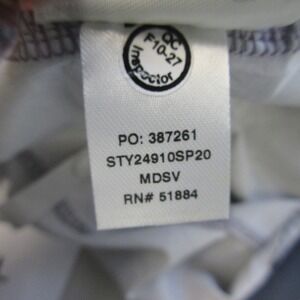 QC
F10-27
Inspector
PO: 387261
STY24910SP20
MDSV
RN# 51884